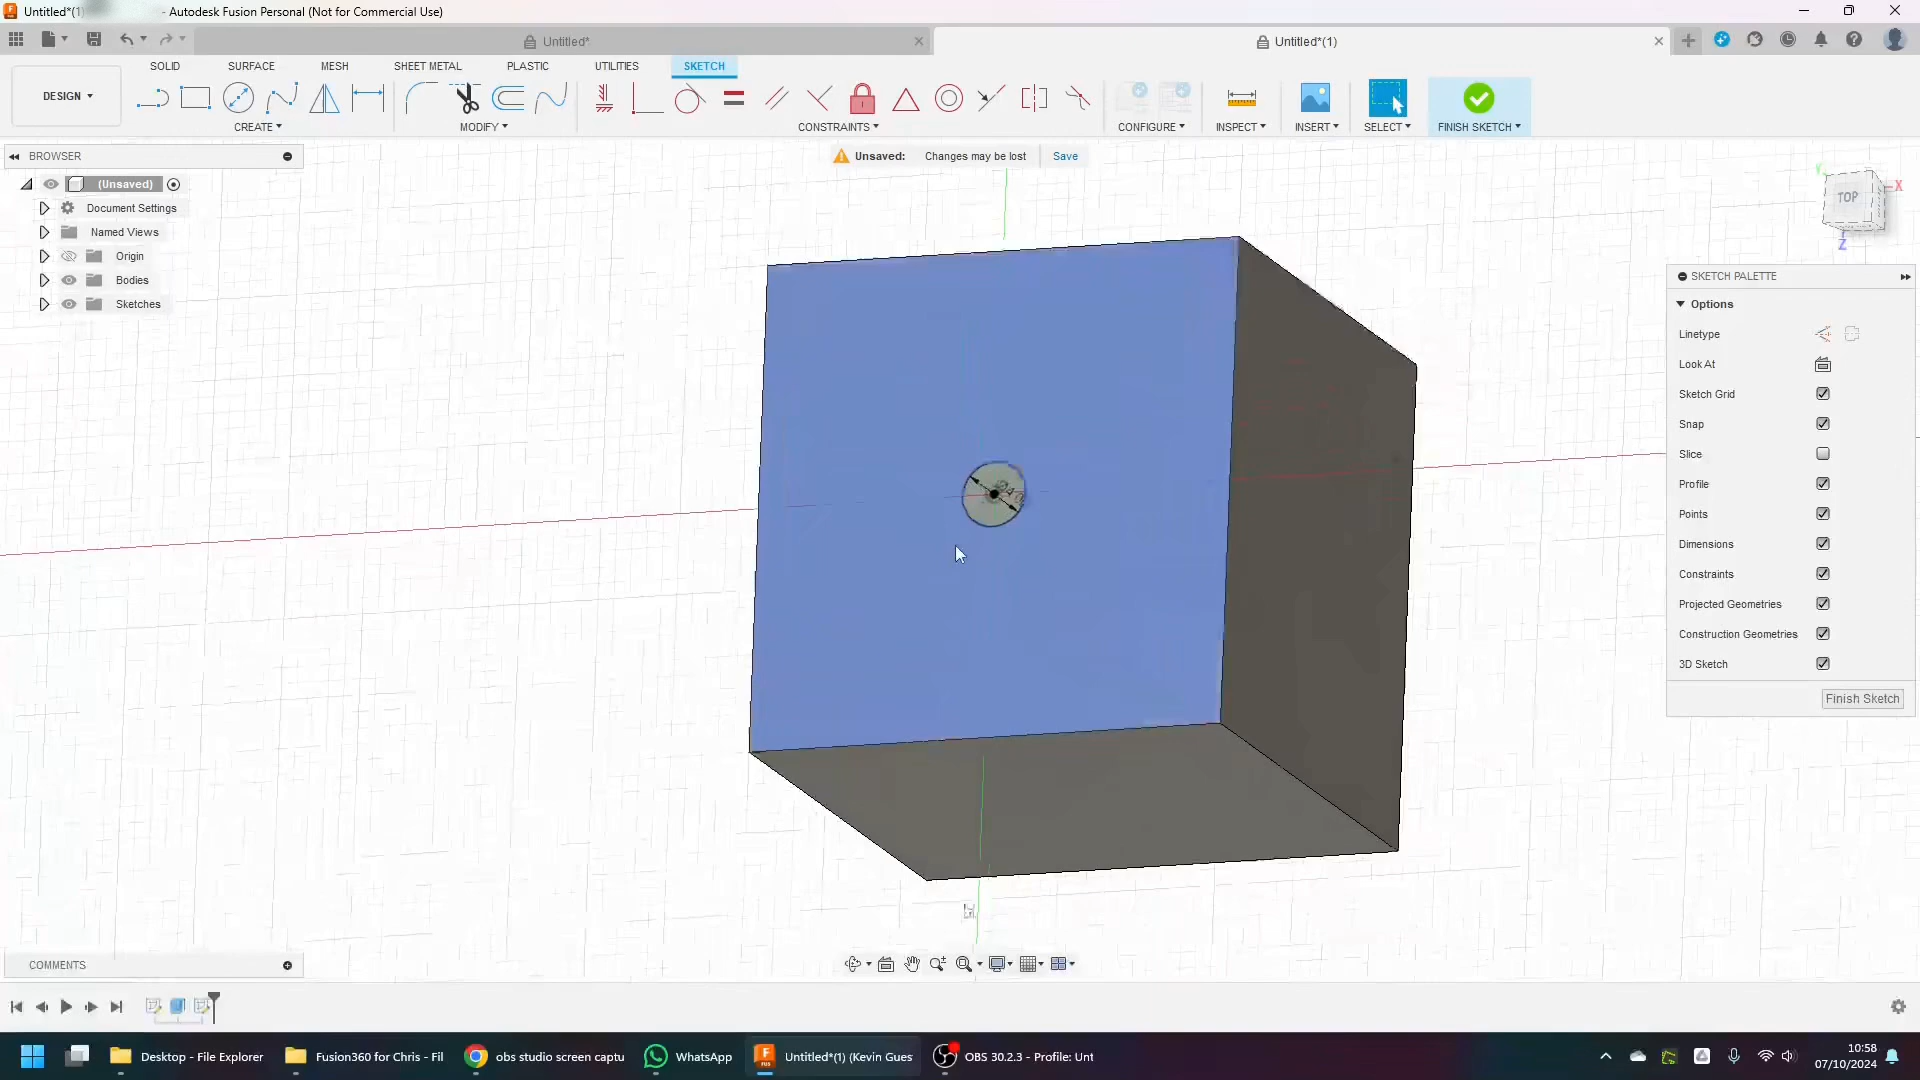 Untitled*(1)
- Autodesk Fusion Personal (Not for Commercial Use)
Untitled*
Untitled*(1)
DESIGN
SOLID
SURFACE
MESH
SHEET METAL
PLASTIC
UTILITIES
SKETCH
CREATE
MODIFY
CONSTRAINTS
CONFIGURE
INSPECT
INSERT
SELECT
FINISH SKETCH
BROWSER
Unsaved: Changes may be lost Save
(Unsaved)
Document Settings
Named Views
Origin
Bodies
Sketches
TOP
Y
X
Z
SKETCH PALETTE
Options
Linetype
Look At
Sketch Grid
Snap
Slice
Profile
Points
Dimensions
Constraints
Projected Geometries
Construction Geometries
3D Sketch
Finish Sketch
COMMENTS
Desktop - File Explorer
Fusion360 for Chris - Fil
obs studio screen captu
WhatsApp
Untitled*(1) (Kevin Gues
OBS 30.2.3 - Profile: Unt
10:58
07/10/2024